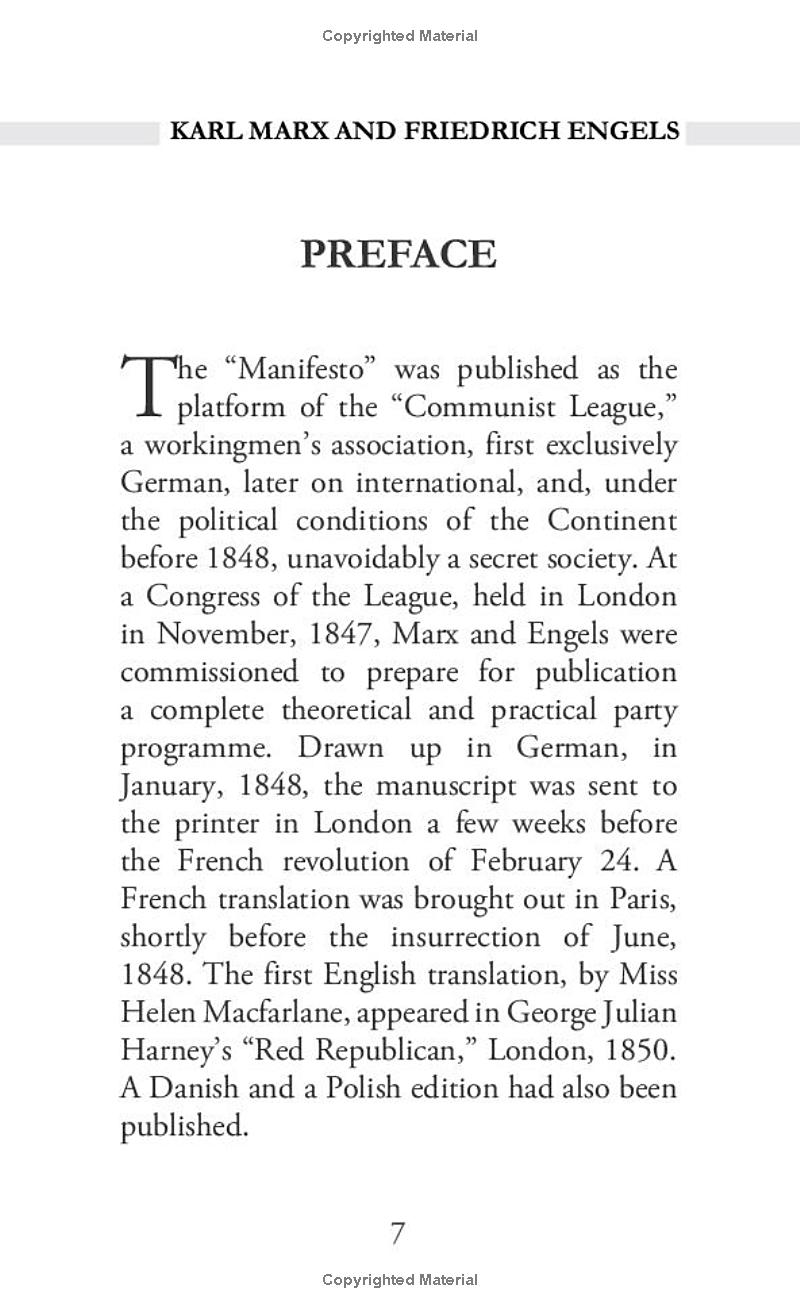 Copyrighted Material
KARL MARX AND FRIEDRICH ENGELS
PREFACE
The “Manifesto” was published as the
platform of the “Communist League,”
a workingmen’s association, first exclusively
German, later on international, and, under
the political conditions of the Continent
before 1848, unavoidably a secret society. At
a Congress of the League, held in London
in November, 1847, Marx and Engels were
commissioned to prepare for publication
a complete theoretical and practical party
programme. Drawn up in German, in
January, 1848, the manuscript was sent to
the printer in London a few weeks before
the French revolution of February 24. A
French translation was brought out in Paris,
shortly before the insurrection of June,
1848. The first English translation, by Miss
Helen Macfarlane, appeared in George Julian
Harney’s “Red Republican,” London, 1850.
A Danish and a Polish edition had also been
published.
7
Copyrighted Material